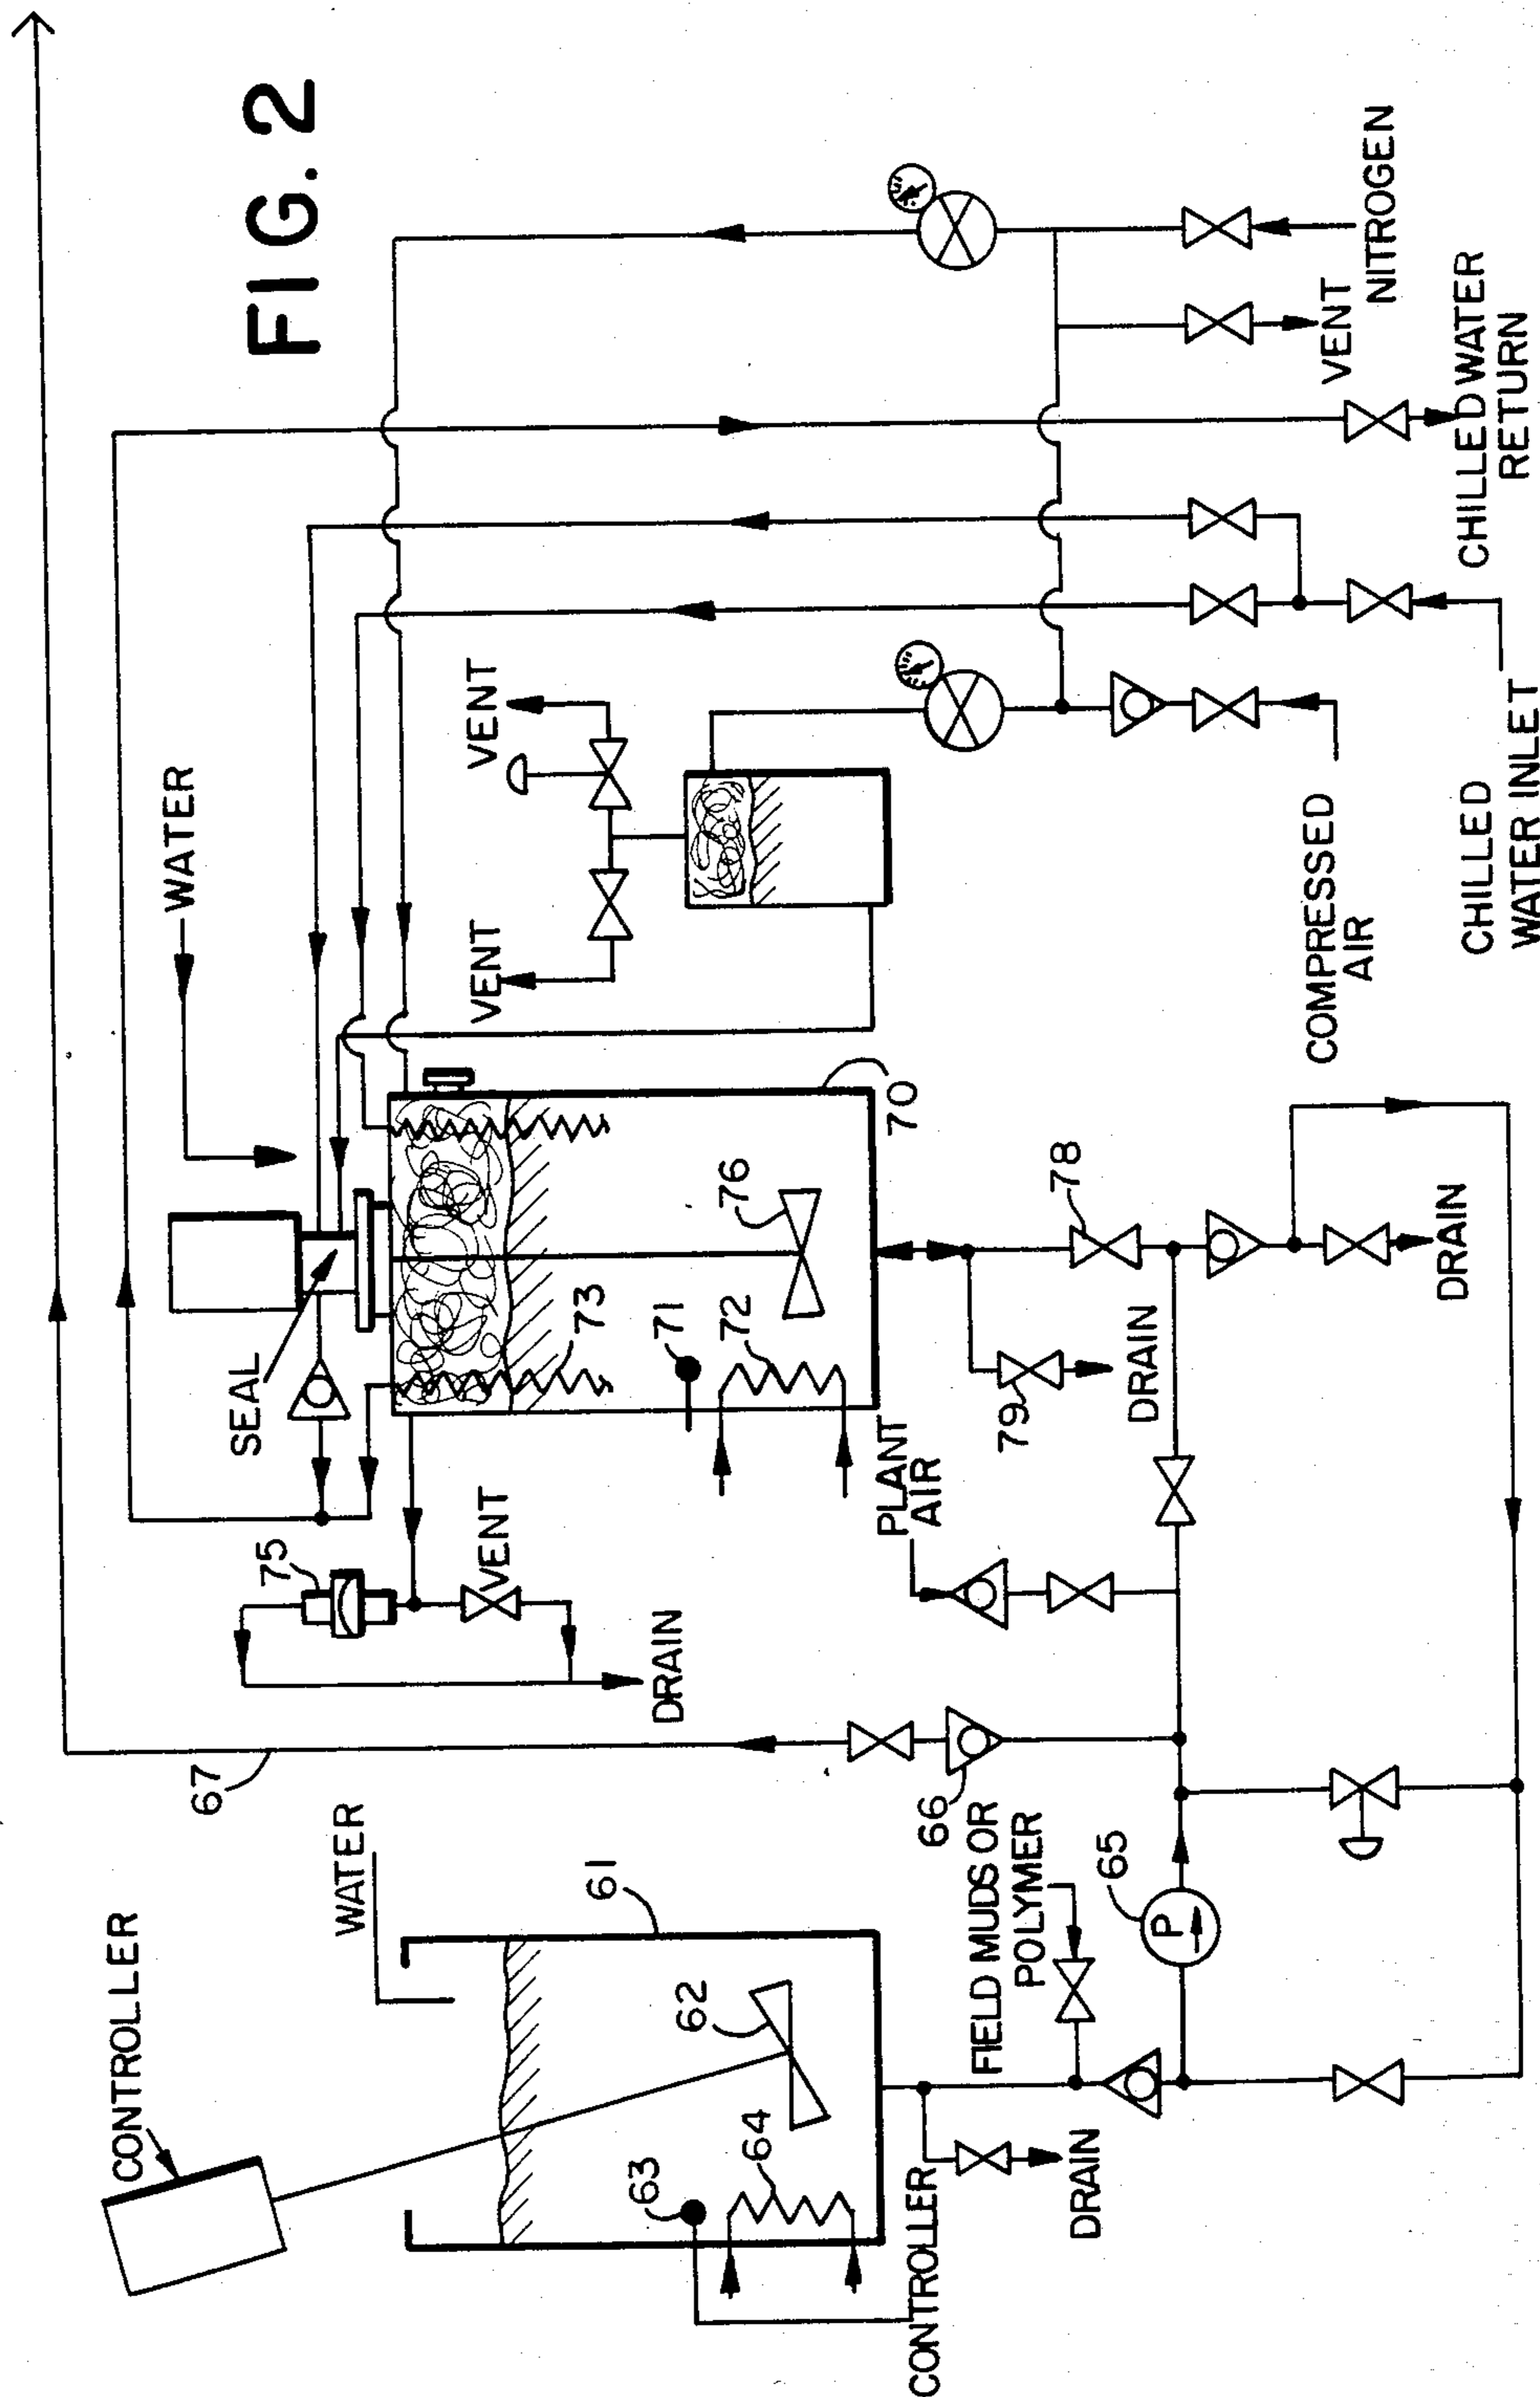 FIG. 2
CONTROLLER
WATER
61
62
63
64
CONTROLLER
DRAIN
FIELD MUDS OR
POLYMER
65
66
67
75
VENT
DRAIN
PLANT
AIR
SEAL
WATER
73
71
72
76
70
78
79
DRAIN
DRAIN
VENT
VENT
COMPRESSED
AIR
CHILLED
WATER INLET
CHILLED WATER
RETURN
VENT
NITROGEN
P